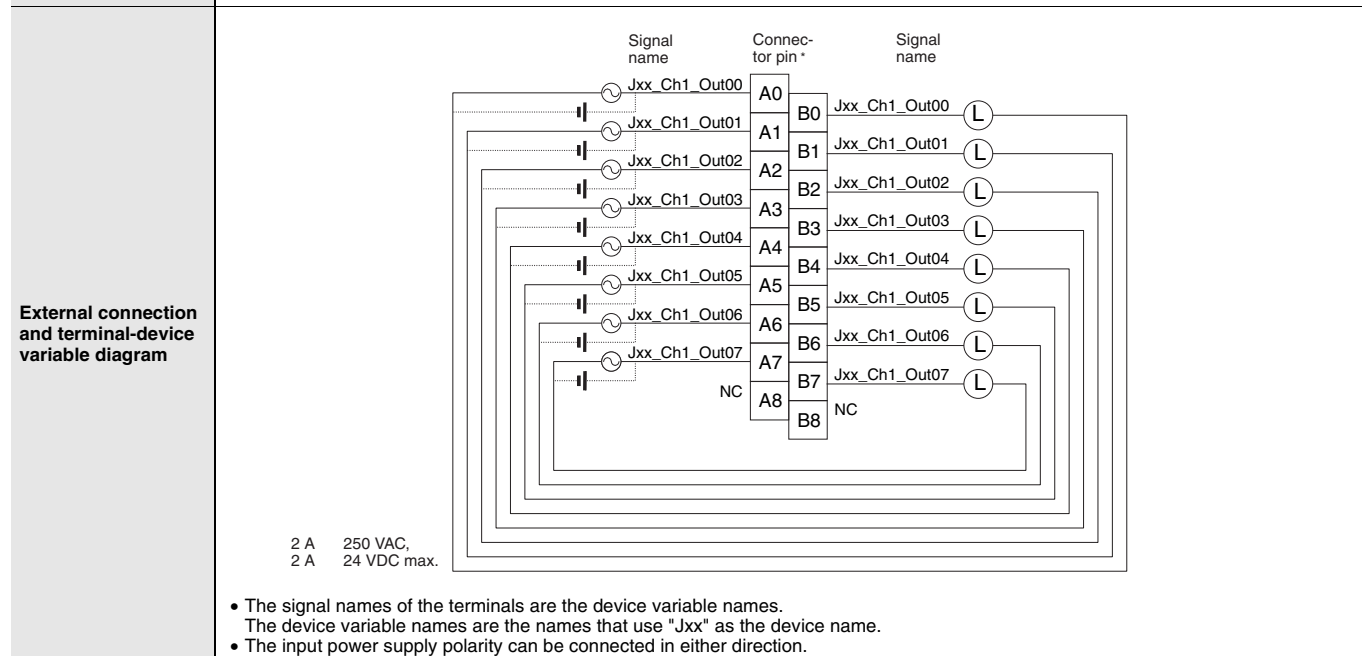 External connection
and terminal-device
variable diagram
Signal
name
Connec-
tor pin *
Signal
name
Jxx_Ch1_Out00 A0
B0 Jxx_Ch1_Out00 L
Jxx_Ch1_Out01 A1
B1 Jxx_Ch1_Out01 L
Jxx_Ch1_Out02 A2
B2 Jxx_Ch1_Out02 L
Jxx_Ch1_Out03 A3
B3 Jxx_Ch1_Out03 L
Jxx_Ch1_Out04 A4
B4 Jxx_Ch1_Out04 L
Jxx_Ch1_Out05 A5
B5 Jxx_Ch1_Out05 L
Jxx_Ch1_Out06 A6
B6 Jxx_Ch1_Out06 L
Jxx_Ch1_Out07 A7
B7 Jxx_Ch1_Out07 L
NC A8
B8 NC
2 A 250 VAC,
2 A 24 VDC max.
• The signal names of the terminals are the device variable names.
The device variable names are the names that use "Jxx" as the device name.
• The input power supply polarity can be connected in either direction.